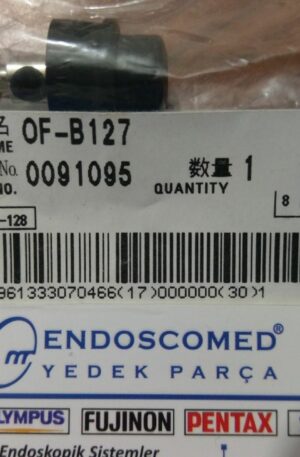 名 OF-B127
ME
No. 0091095 数量 1
NO. QUANTITY
8
-128
961333070466(17)000000(30)1
ENDOSCOMED®
YEDEK PARÇA
LYMPUS FUJINON PENTAX
Endoskopik Sistemler